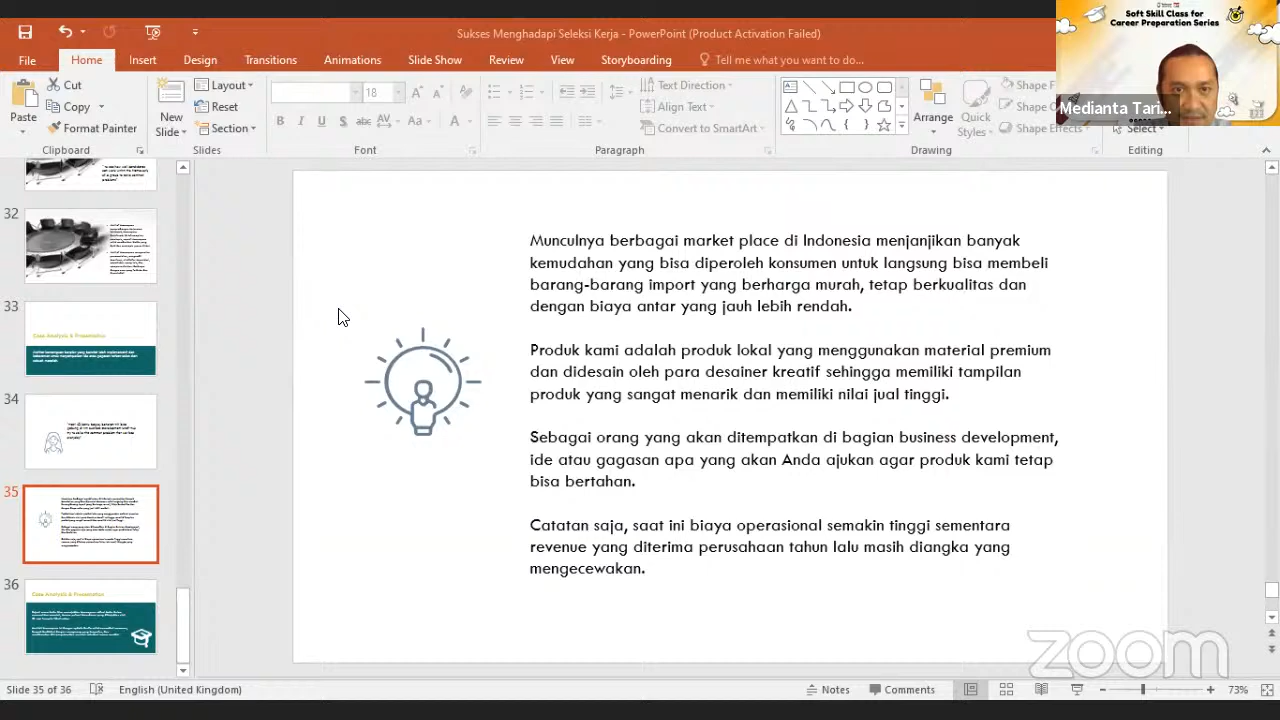 Sukses Menghadapi Seleksi Kerja - PowerPoint (Product Activation Failed)
Soft Skill Class for
Career Preparation Series
File Home Insert Design Transitions Animations Slide Show Review View Storyboarding Tell me what you want to do...
Medianta Tari...
Paste
Cut
Copy
Format Painter
Clipboard
New
Slide
Layout
Reset
Section
Slides
18
Font
Text Direction
Align Text
Convert to SmartArt
Paragraph
Arrange
Quick
Styles
Shape F
Shape O
Shape Effects
Drawing
Select
Editing
32
33
Case Analysis & Presentation
34
35
36
Case Analysis & Presentation
Munculnya berbagai market place di Indonesia menjanjikan banyak
kemudahan yang bisa diperoleh konsumen untuk langsung bisa membeli
barang-barang import yang berharga murah, tetap berkualitas dan
dengan biaya antar yang jauh lebih rendah.
Produk kami adalah produk lokal yang menggunakan material premium
dan didesain oleh para desainer kreatif sehingga memiliki tampilan
produk yang sangat menarik dan memiliki nilai jual tinggi.
Sebagai orang yang akan ditempatkan di bagian business development,
ide atau gagasan apa yang akan Anda ajukan agar produk kami tetap
bisa bertahan.
Catatan saja, saat ini biaya operasional semakin tinggi sementara
revenue yang diterima perusahaan tahun lalu masih diangka yang
mengecewakan.
zoom
Slide 35 of 36 English (United Kingdom) Notes Comments 73%